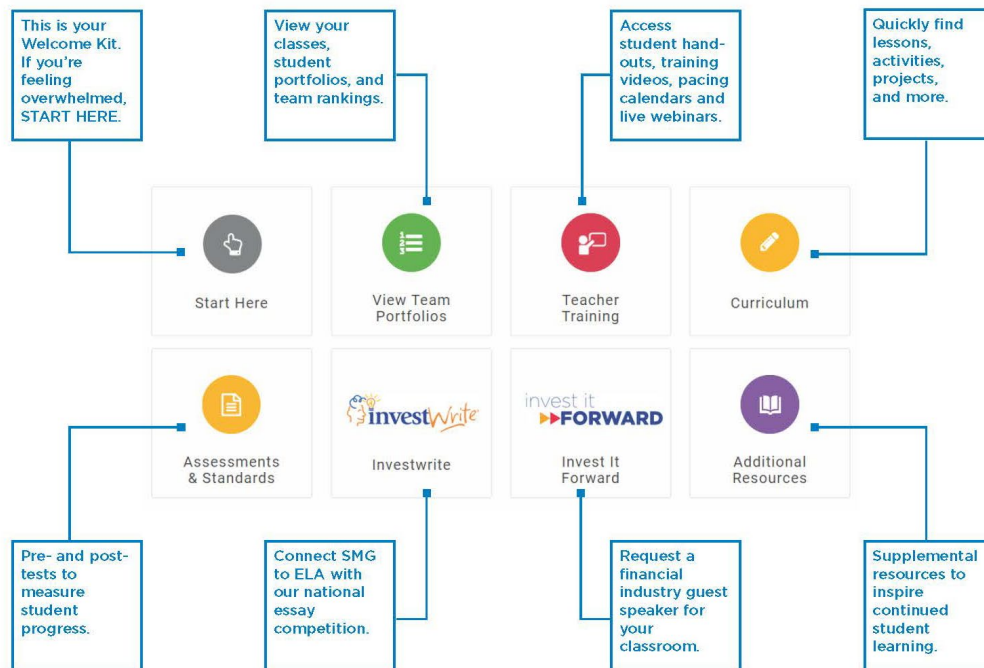 This is your
Welcome Kit.
If you're
feeling
overwhelmed,
START HERE.
View your
classes,
student
portfolios, and
team rankings.
Access
student hand-
outs, training
videos, pacing
calendars and
live webinars.
Quickly find
lessons,
activities,
projects,
and more.
Start Here
1
2
3
View Team
Portfolios
Teacher
Training
Curriculum
Assessments
& Standards
investWrite
Investwrite
invest it
FORWARD
Invest It
Forward
Additional
Resources
Pre- and post-
tests to
measure
student
progress.
Connect SMG
to ELA with
our national
essay
competition.
Request a
financial
industry guest
speaker for
your
classroom.
Supplemental
resources to
inspire
continued
student
learning.